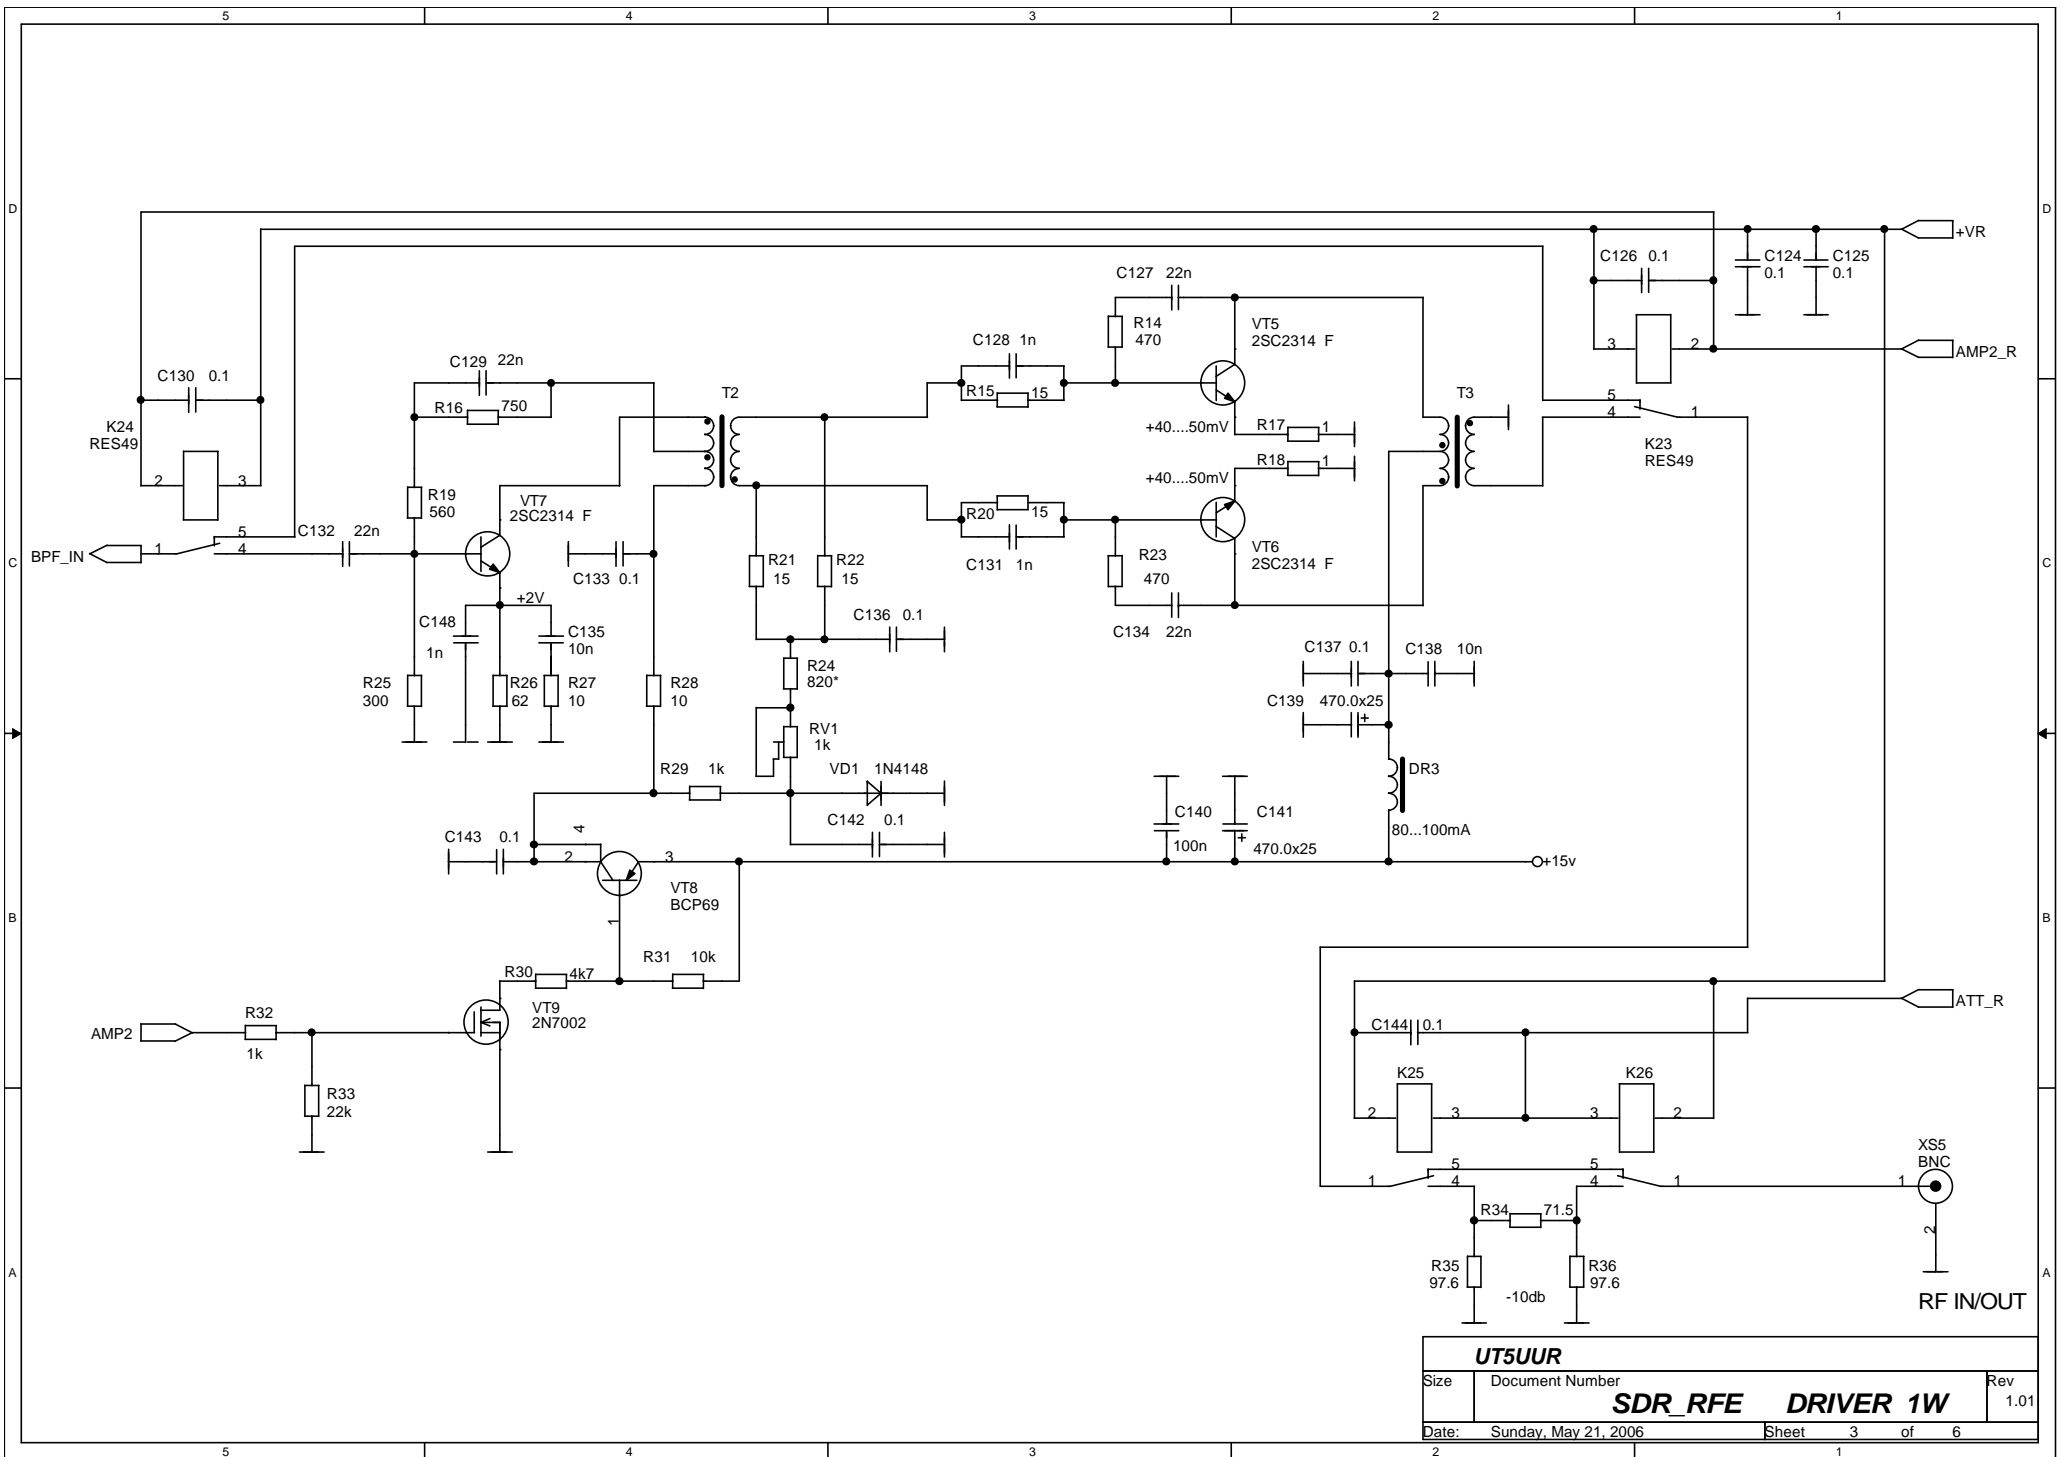 5 4 3 2 1
D D
+VR
C126 0.1 C124 C125
0.1 0.1
C127 22n
R14 VT5
470 2SC2314 F
C128 1n
3 2 AMP2_R
C129 22n
C130 0.1
R16 750 T2 R15 15 T3 5
4 1
K24
RES49
+40....50mV R17 1
K23
RES49
R18 1
+40....50mV
2 3
R19
560
VT7
2SC2314 F
R20 15
C132 22n
5
BPF_IN 1 4
VT6
2SC2314 F
C C
C133 0.1
R21 R22
15 15
C131 1n
R23
470
+2V
C148 C135
1n 10n
C136 0.1
C134 22n
C137 0.1 C138 10n
R25 R26 R27 R28
300 62 10 10
R24
820*
C139 470.0x25
+
RV1
1k
R29 1k VD1 1N4148 DR3
C143 0.1 4 C142 0.1
C140 C141
100n +
470.0x25
80...100mA
2 3 +15v
VT8
BCP69
B B
1
R31 10k
R30 4k7
VT9
2N7002
ATT_R
R32
AMP2
1k
C144 0.1
R33
22k
K25 K26
2 3 3 2
XS5
BNC
5 5
1 4 4 1 1
R34 71.5
2
A A
R35 R36
97.6 97.6
-10db
RF IN/OUT
UT5UUR
Size Document Number Rev
SDR_RFE DRIVER 1W 1.01
Date: Sunday, May 21, 2006 Sheet 3 of 6
5 4 3 2 1